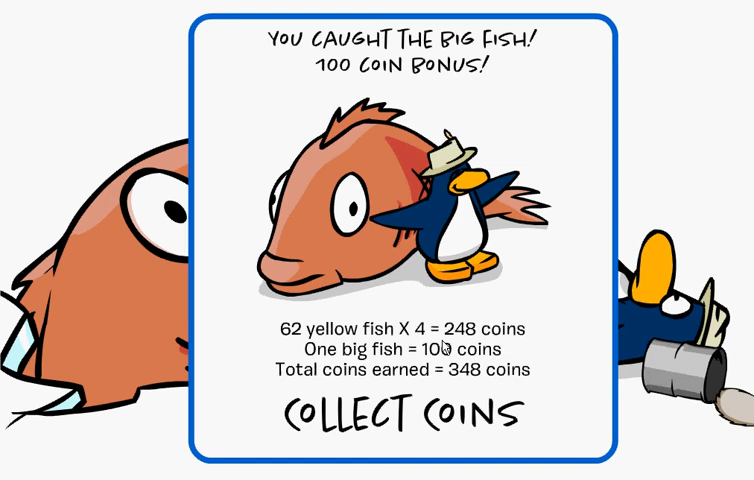 YOU CAUGHT THE BIG FISH!
100 COIN BONUS!
62 yellow fish X 4 = 248 coins
One big fish = 100 coins
Total coins earned = 348 coins
COLLECT COINS